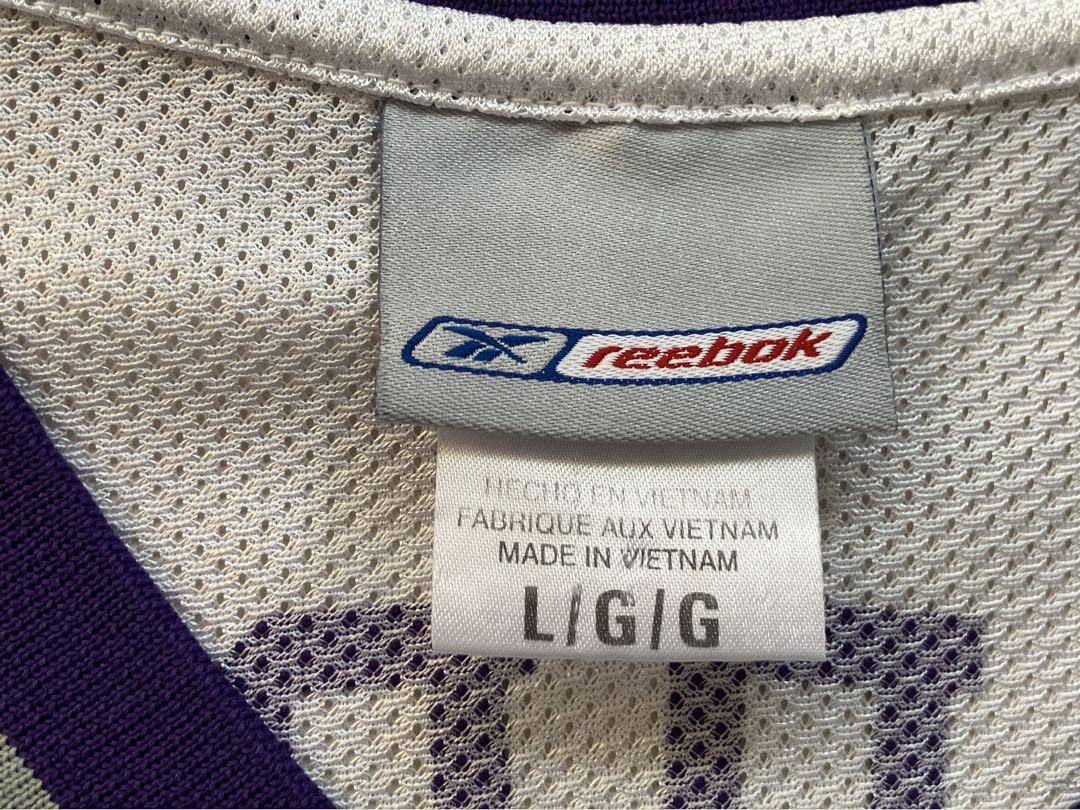 reebok
HECHO EN VIETNAM
FABRIQUE AUX VIETNAM
MADE IN VIETNAM
L/G/G